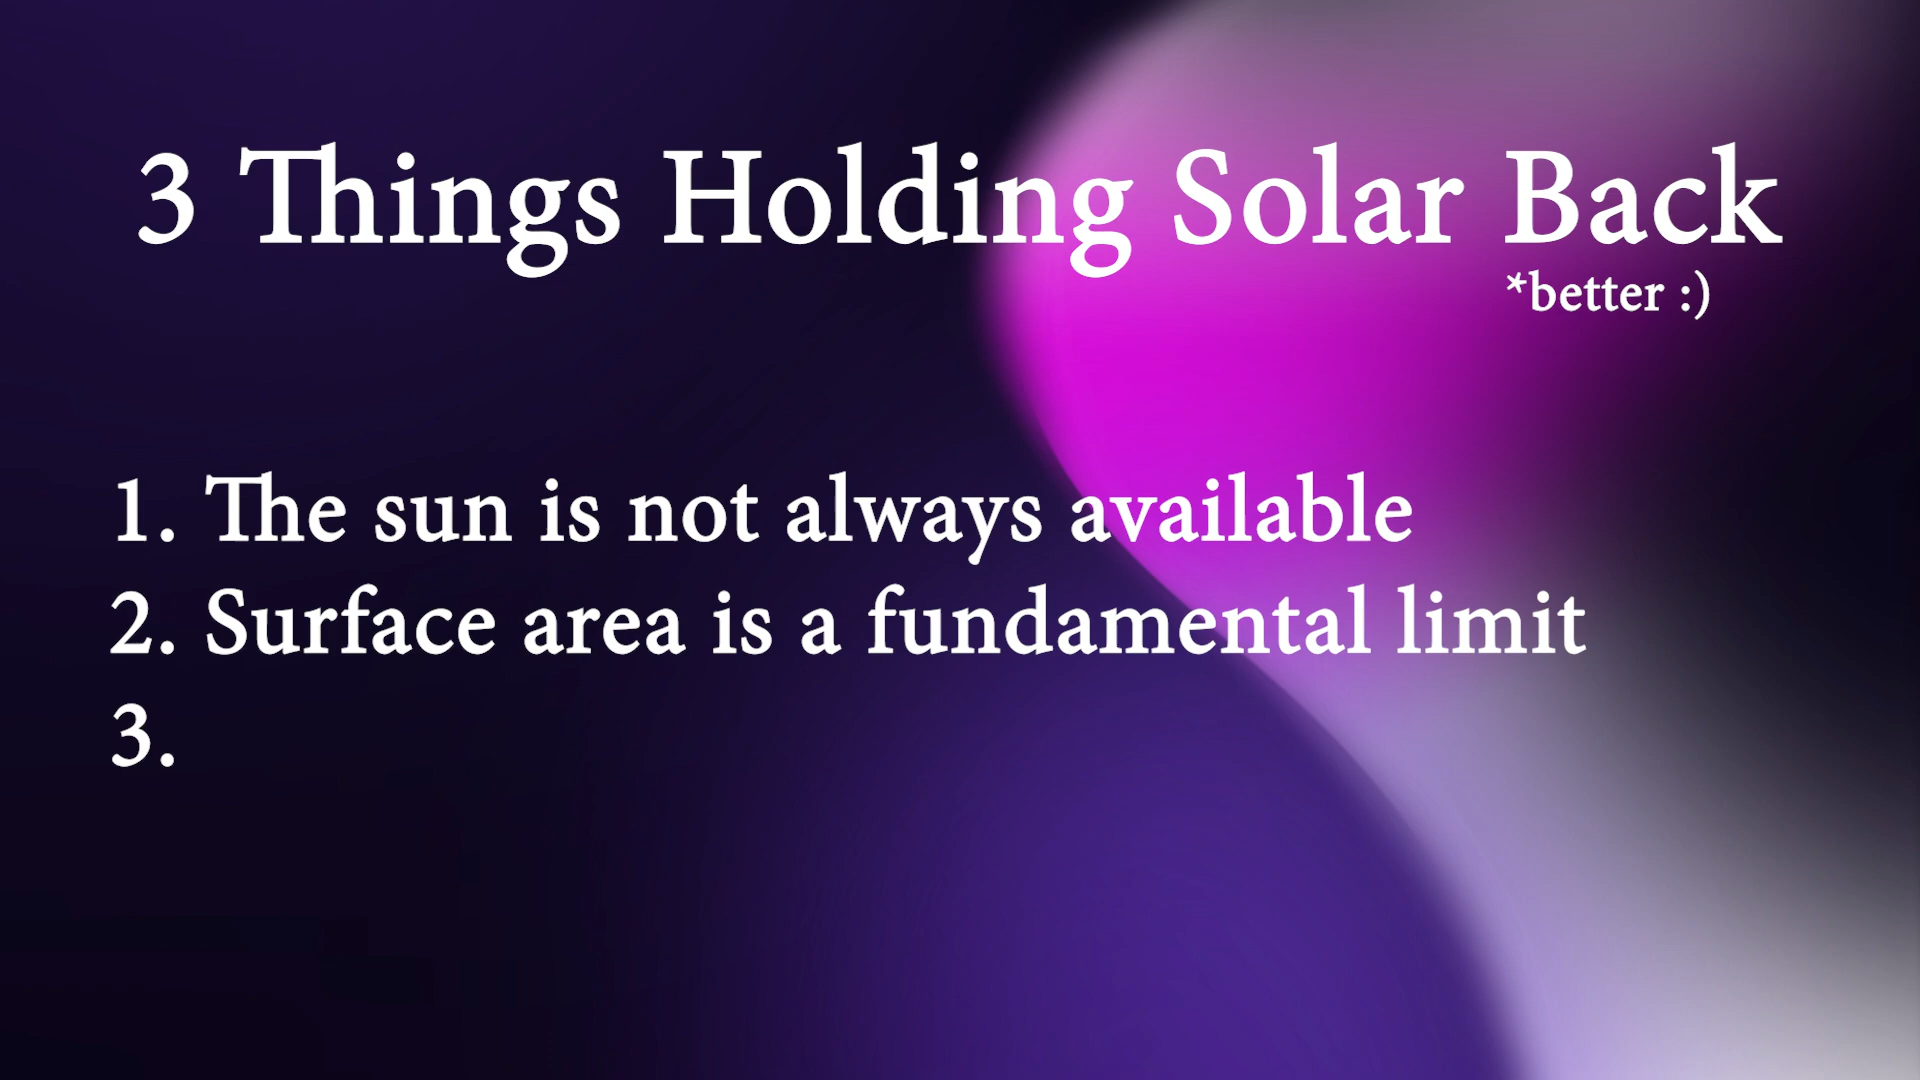 3 Things Holding Solar Back
*better :)
1. The sun is not always available
2. Surface area is a fundamental limit
3.